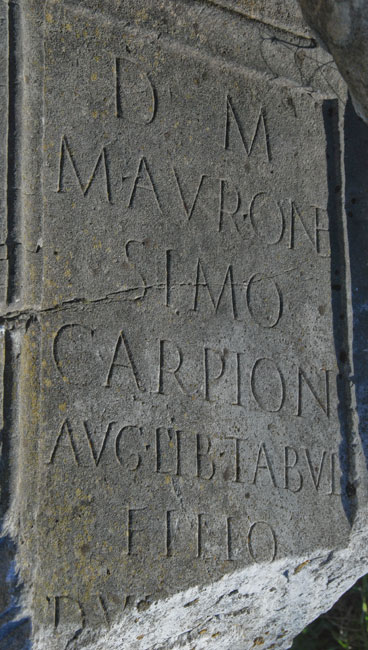 D M
M·AVR·ONE
SIMO
CARPION
AVG·LIB·TABVL
FILIO